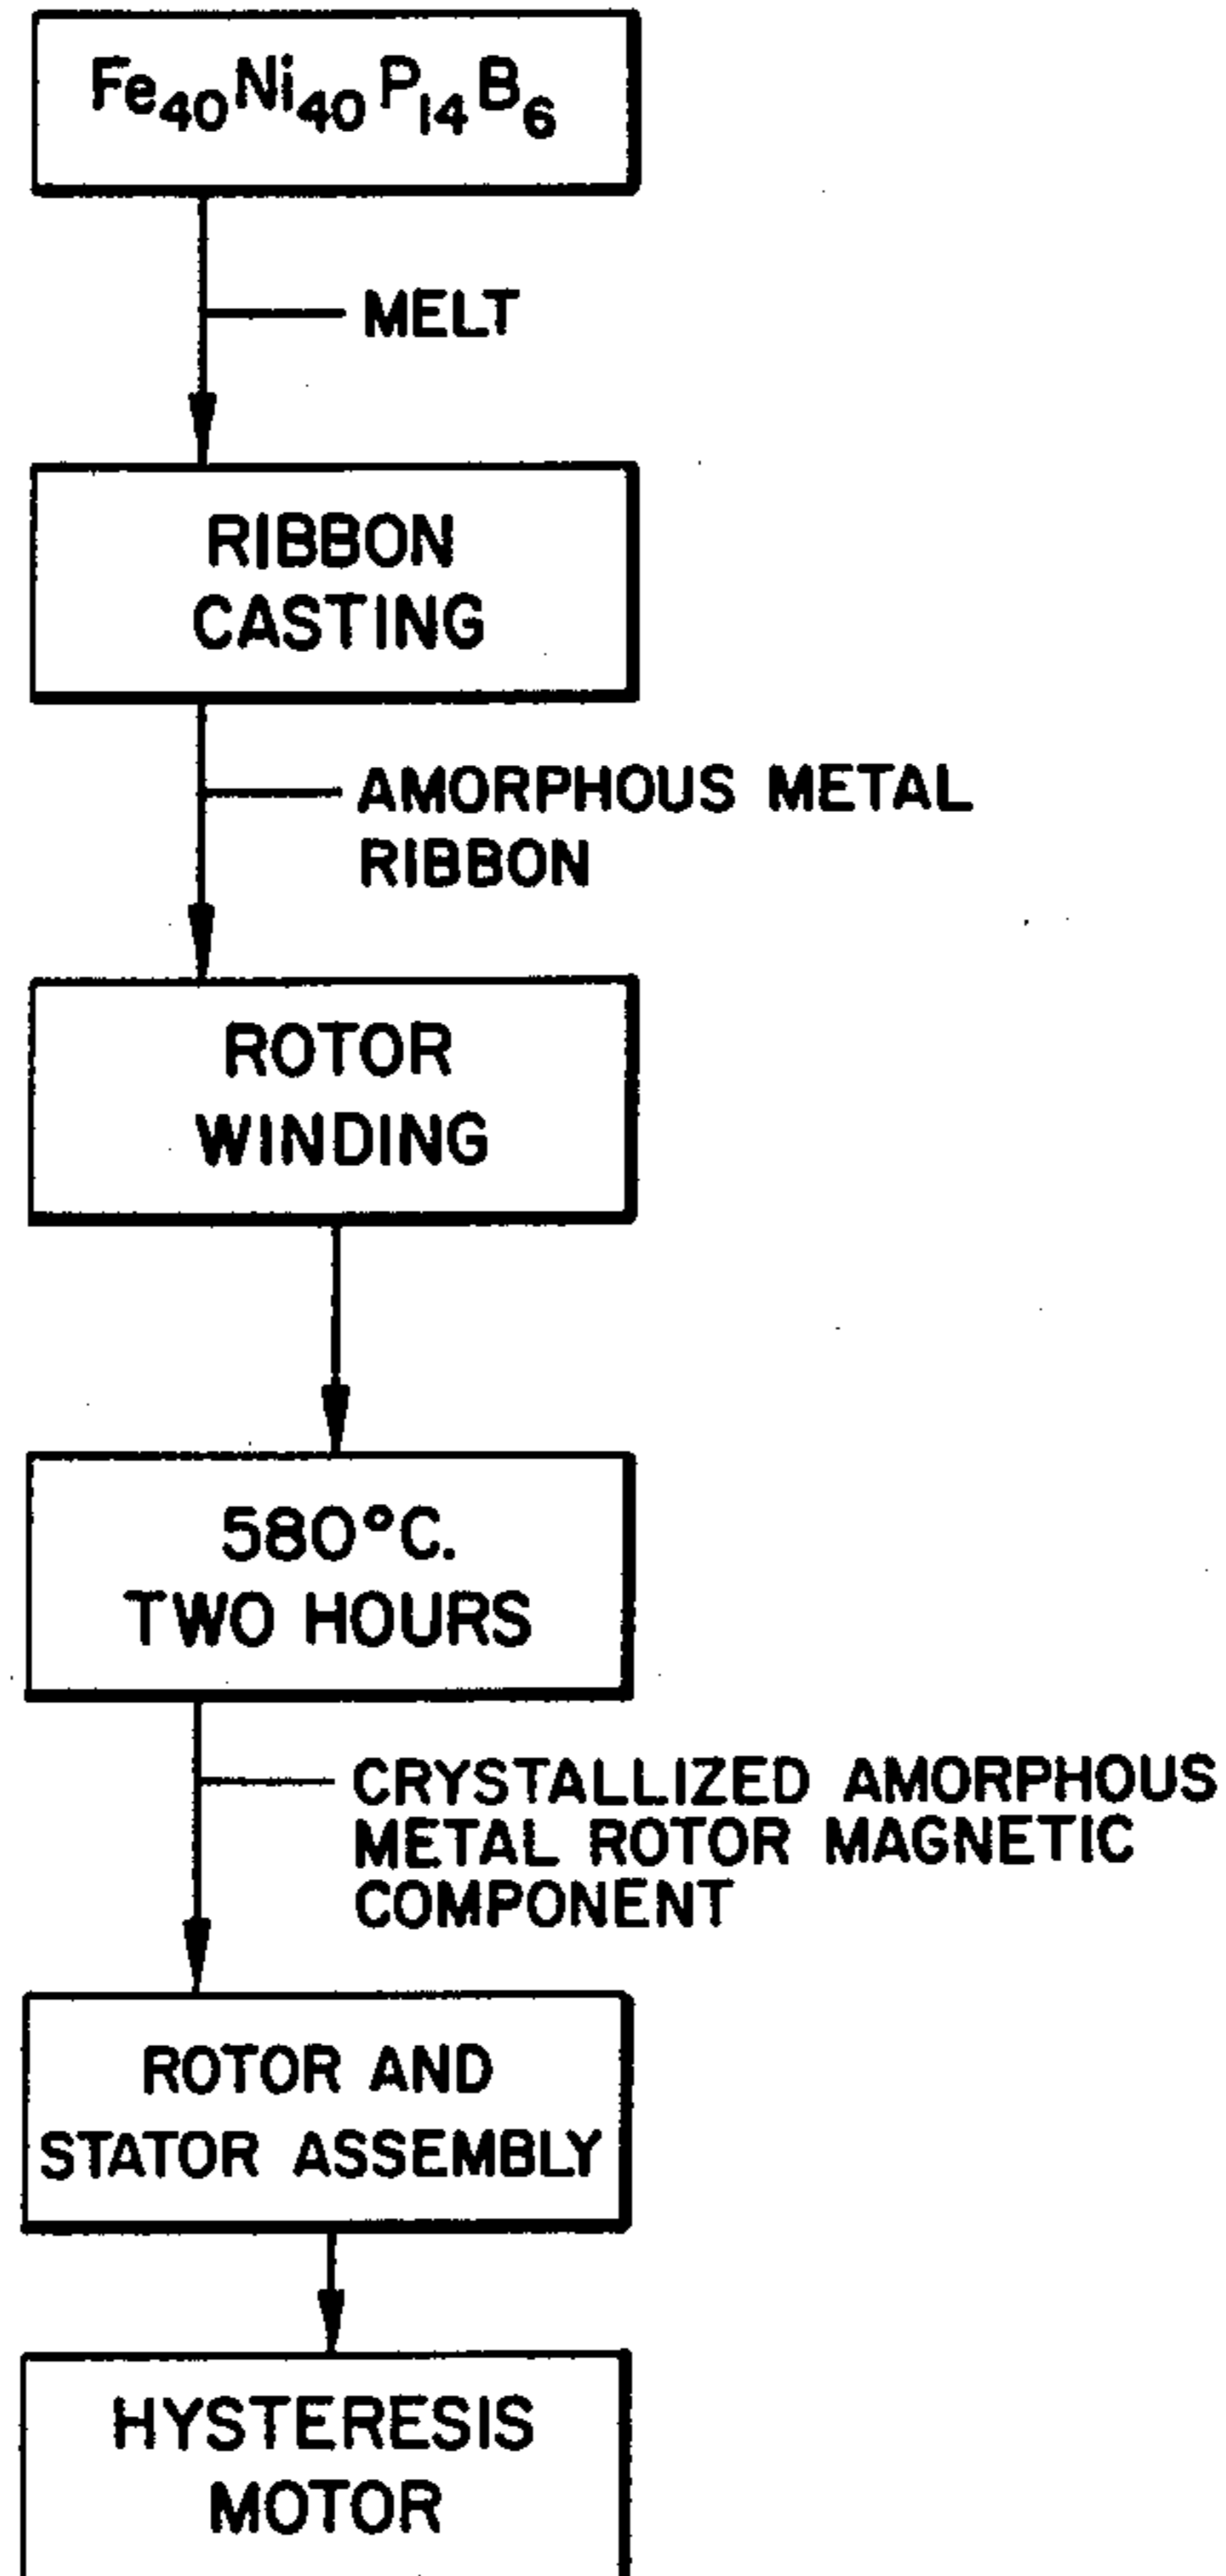 Fe₄₀Ni₄₀P₁₄B₆
MELT
RIBBON
CASTING
AMORPHOUS METAL
RIBBON
ROTOR
WINDING
580°C.
TWO HOURS
CRYSTALLIZED AMORPHOUS
METAL ROTOR MAGNETIC
COMPONENT
ROTOR AND
STATOR ASSEMBLY
HYSTERESIS
MOTOR